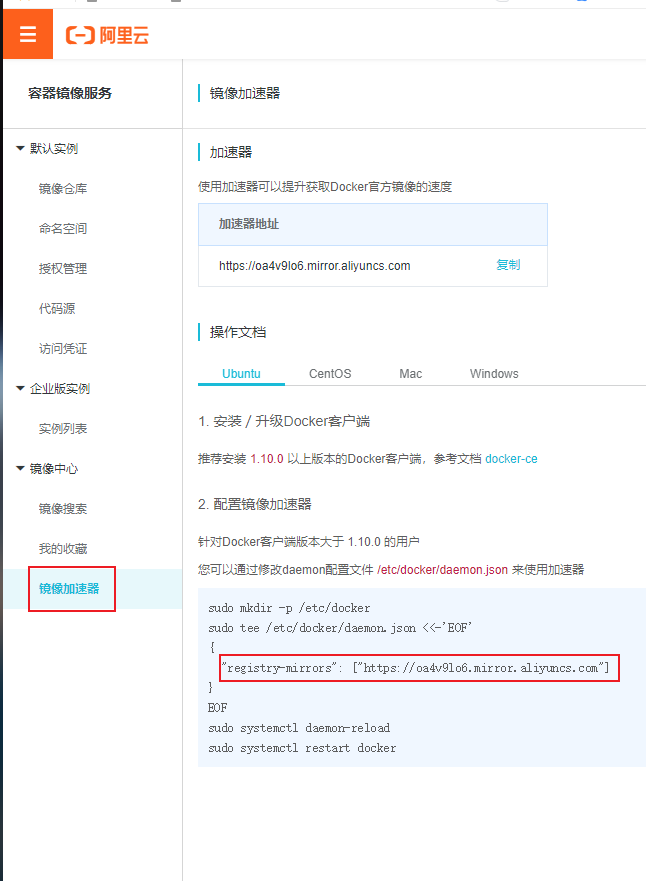 阿里云
容器镜像服务
默认实例
镜像仓库
命名空间
授权管理
代码源
访问凭证
企业版实例
实例列表
镜像中心
镜像搜索
我的收藏
镜像加速器
镜像加速器
加速器
使用加速器可以提升获取Docker官方镜像的速度
加速器地址
https://oa4v9lo6.mirror.aliyuncs.com 复制
操作文档
Ubuntu CentOS Mac Windows
1. 安装 / 升级Docker客户端
推荐安装 1.10.0 以上版本的Docker客户端，参考文档 docker-ce
2. 配置镜像加速器
针对Docker客户端版本大于 1.10.0 的用户
您可以通过修改daemon配置文件 /etc/docker/daemon.json 来使用加速器
sudo mkdir -p /etc/docker
sudo tee /etc/docker/daemon.json <<-'EOF'
{
"registry-mirrors": ["https://oa4v9lo6.mirror.aliyuncs.com"]
}
EOF
sudo systemctl daemon-reload
sudo systemctl restart docker